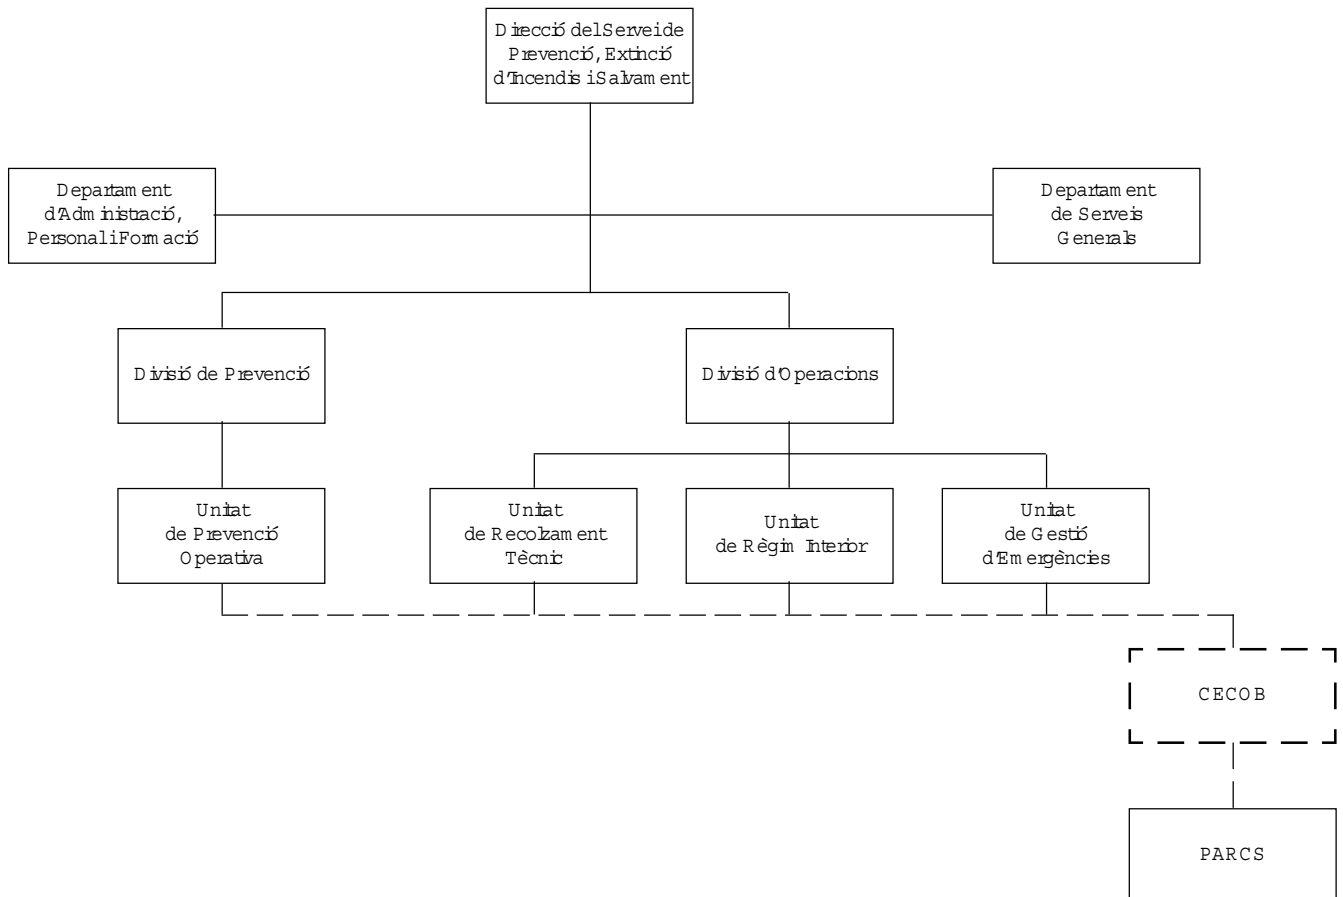 Direcció del Servei de
Prevenció, Extinció
d'Incendis i Salvament
Departament
d'Administració,
Personal i Formació
Departament
de Serveis
Generals
Divisió de Prevenció
Divisió d'Operacions
Unitat
de Prevenció
Operativa
Unitat
de Recolzament
Tècnic
Unitat
de Règim Interior
Unitat
de Gestió
d'Emergències
CECOB
PARCS